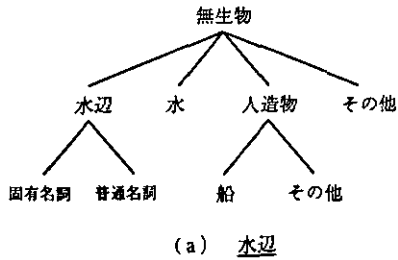 無生物
水辺 水 人造物 その他
固有名詞 普通名詞 船 その他
(a) 水辺